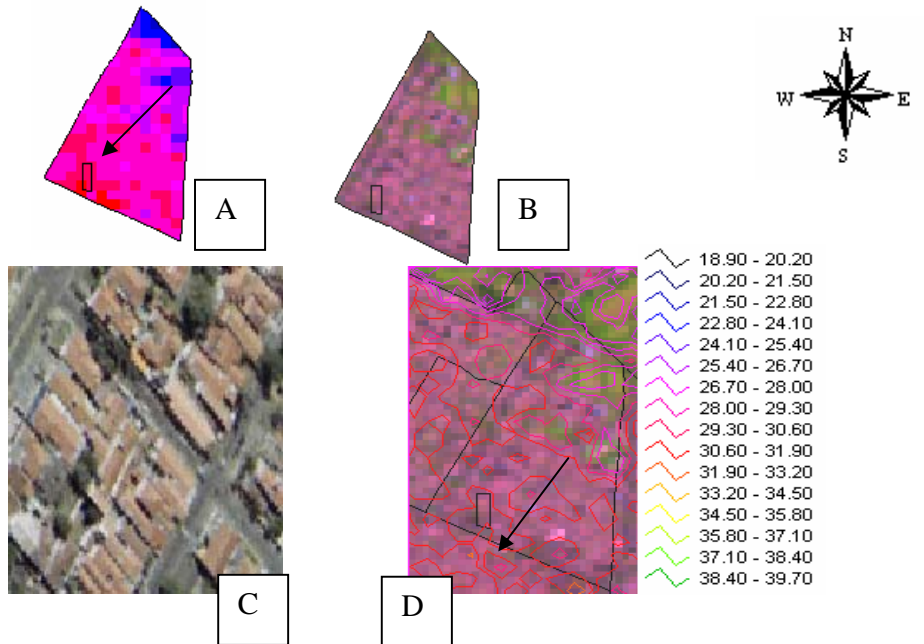 N
W E
S
A
B
C
D
18.90 - 20.20
20.20 - 21.50
21.50 - 22.80
22.80 - 24.10
24.10 - 25.40
25.40 - 26.70
26.70 - 28.00
28.00 - 29.30
29.30 - 30.60
30.60 - 31.90
31.90 - 33.20
33.20 - 34.50
34.50 - 35.80
35.80 - 37.10
37.10 - 38.40
38.40 - 39.70